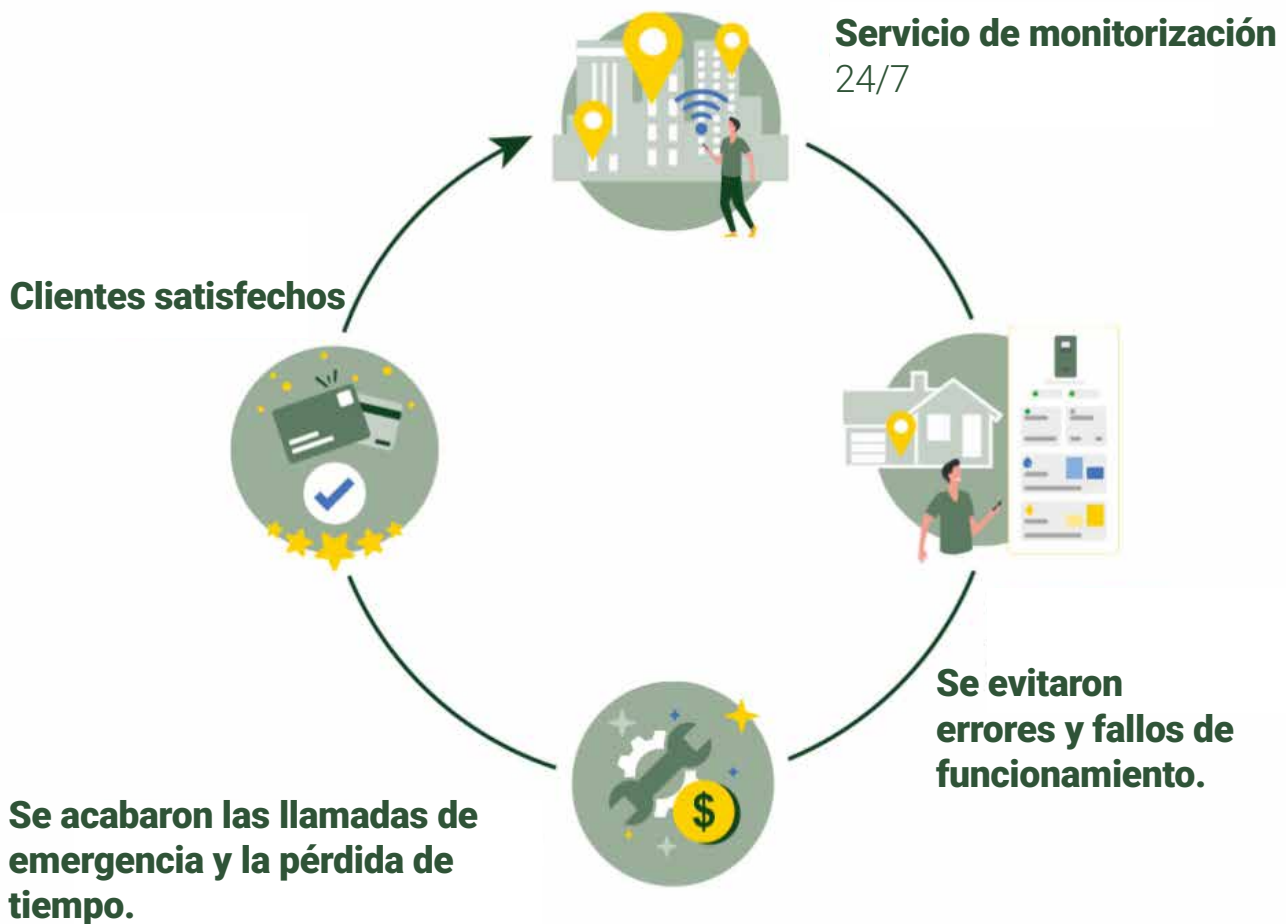 Servicio de monitorización
24/7
Clientes satisfechos
Se evitaron
errores y fallos de
funcionamiento.
$
Se acabaron las llamadas de
emergencia y la pérdida de
tiempo.